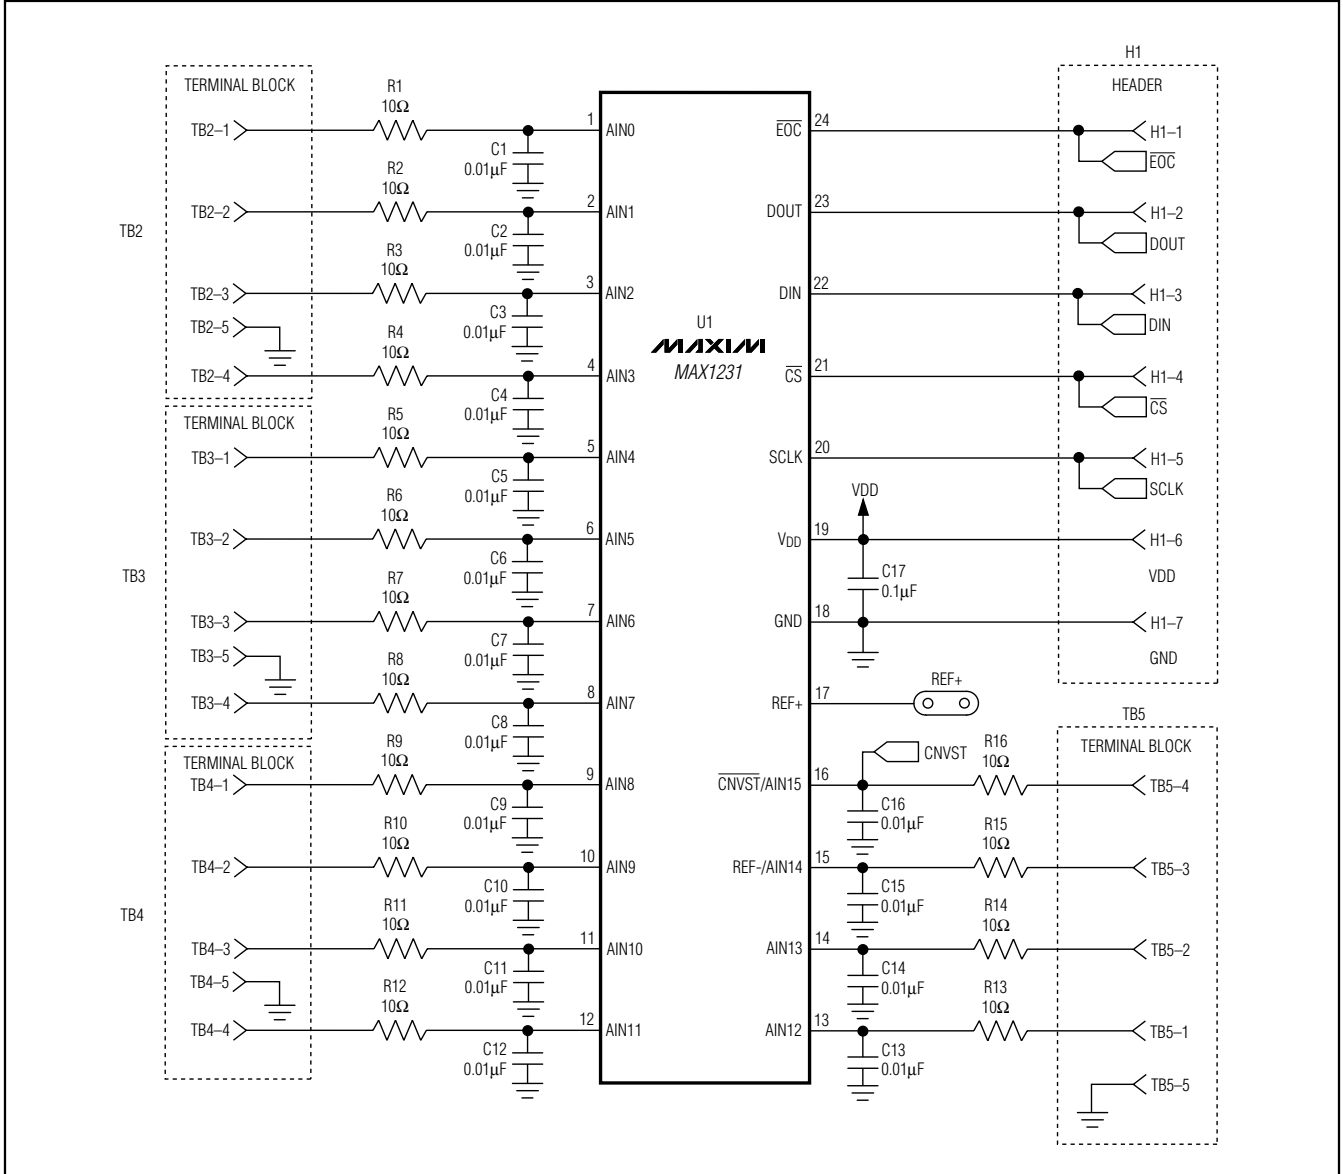 H1
TERMINAL BLOCK
R1
10Ω
HEADER
TB2–1
1
AIN0
EOC
24
H1–1
C1
0.01µF
EOC
R2
10Ω
TB2–2
2
AIN1
DOUT
23
H1–2
TB2
C2
0.01µF
DOUT
R3
10Ω
TB2–3
3
AIN2
DIN
22
H1–3
TB2–5
C3
0.01µF
DIN
U1
MAXIM
MAX1231
R4
10Ω
TB2–4
4
AIN3
CS
21
H1–4
C4
0.01µF
CS
TERMINAL BLOCK
R5
10Ω
TB3–1
5
AIN4
SCLK
20
H1–5
C5
0.01µF
SCLK
R6
10Ω
VDD
TB3–2
6
AIN5
VDD
19
H1–6
TB3
C6
0.01µF
C17
0.1µF
VDD
R7
10Ω
TB3–3
7
AIN6
GND
18
H1–7
TB3–5
C7
0.01µF
GND
R8
10Ω
REF+
TB3–4
8
AIN7
REF+
17
C8
0.01µF
TB5
TERMINAL BLOCK
R9
10Ω
CNVST
R16
10Ω
TERMINAL BLOCK
TB4–1
9
AIN8
CNVST/AIN15
16
TB5–4
C9
0.01µF
C16
0.01µF
R10
10Ω
R15
10Ω
TB4–2
10
AIN9
REF-/AIN14
15
TB5–3
C10
0.01µF
C15
0.01µF
TB4
R11
10Ω
R14
10Ω
TB4–3
11
AIN10
AIN13
14
TB5–2
TB4–5
C11
0.01µF
C14
0.01µF
R12
10Ω
R13
10Ω
TB4–4
12
AIN11
AIN12
13
TB5–1
C12
0.01µF
C13
0.01µF
TB5–5